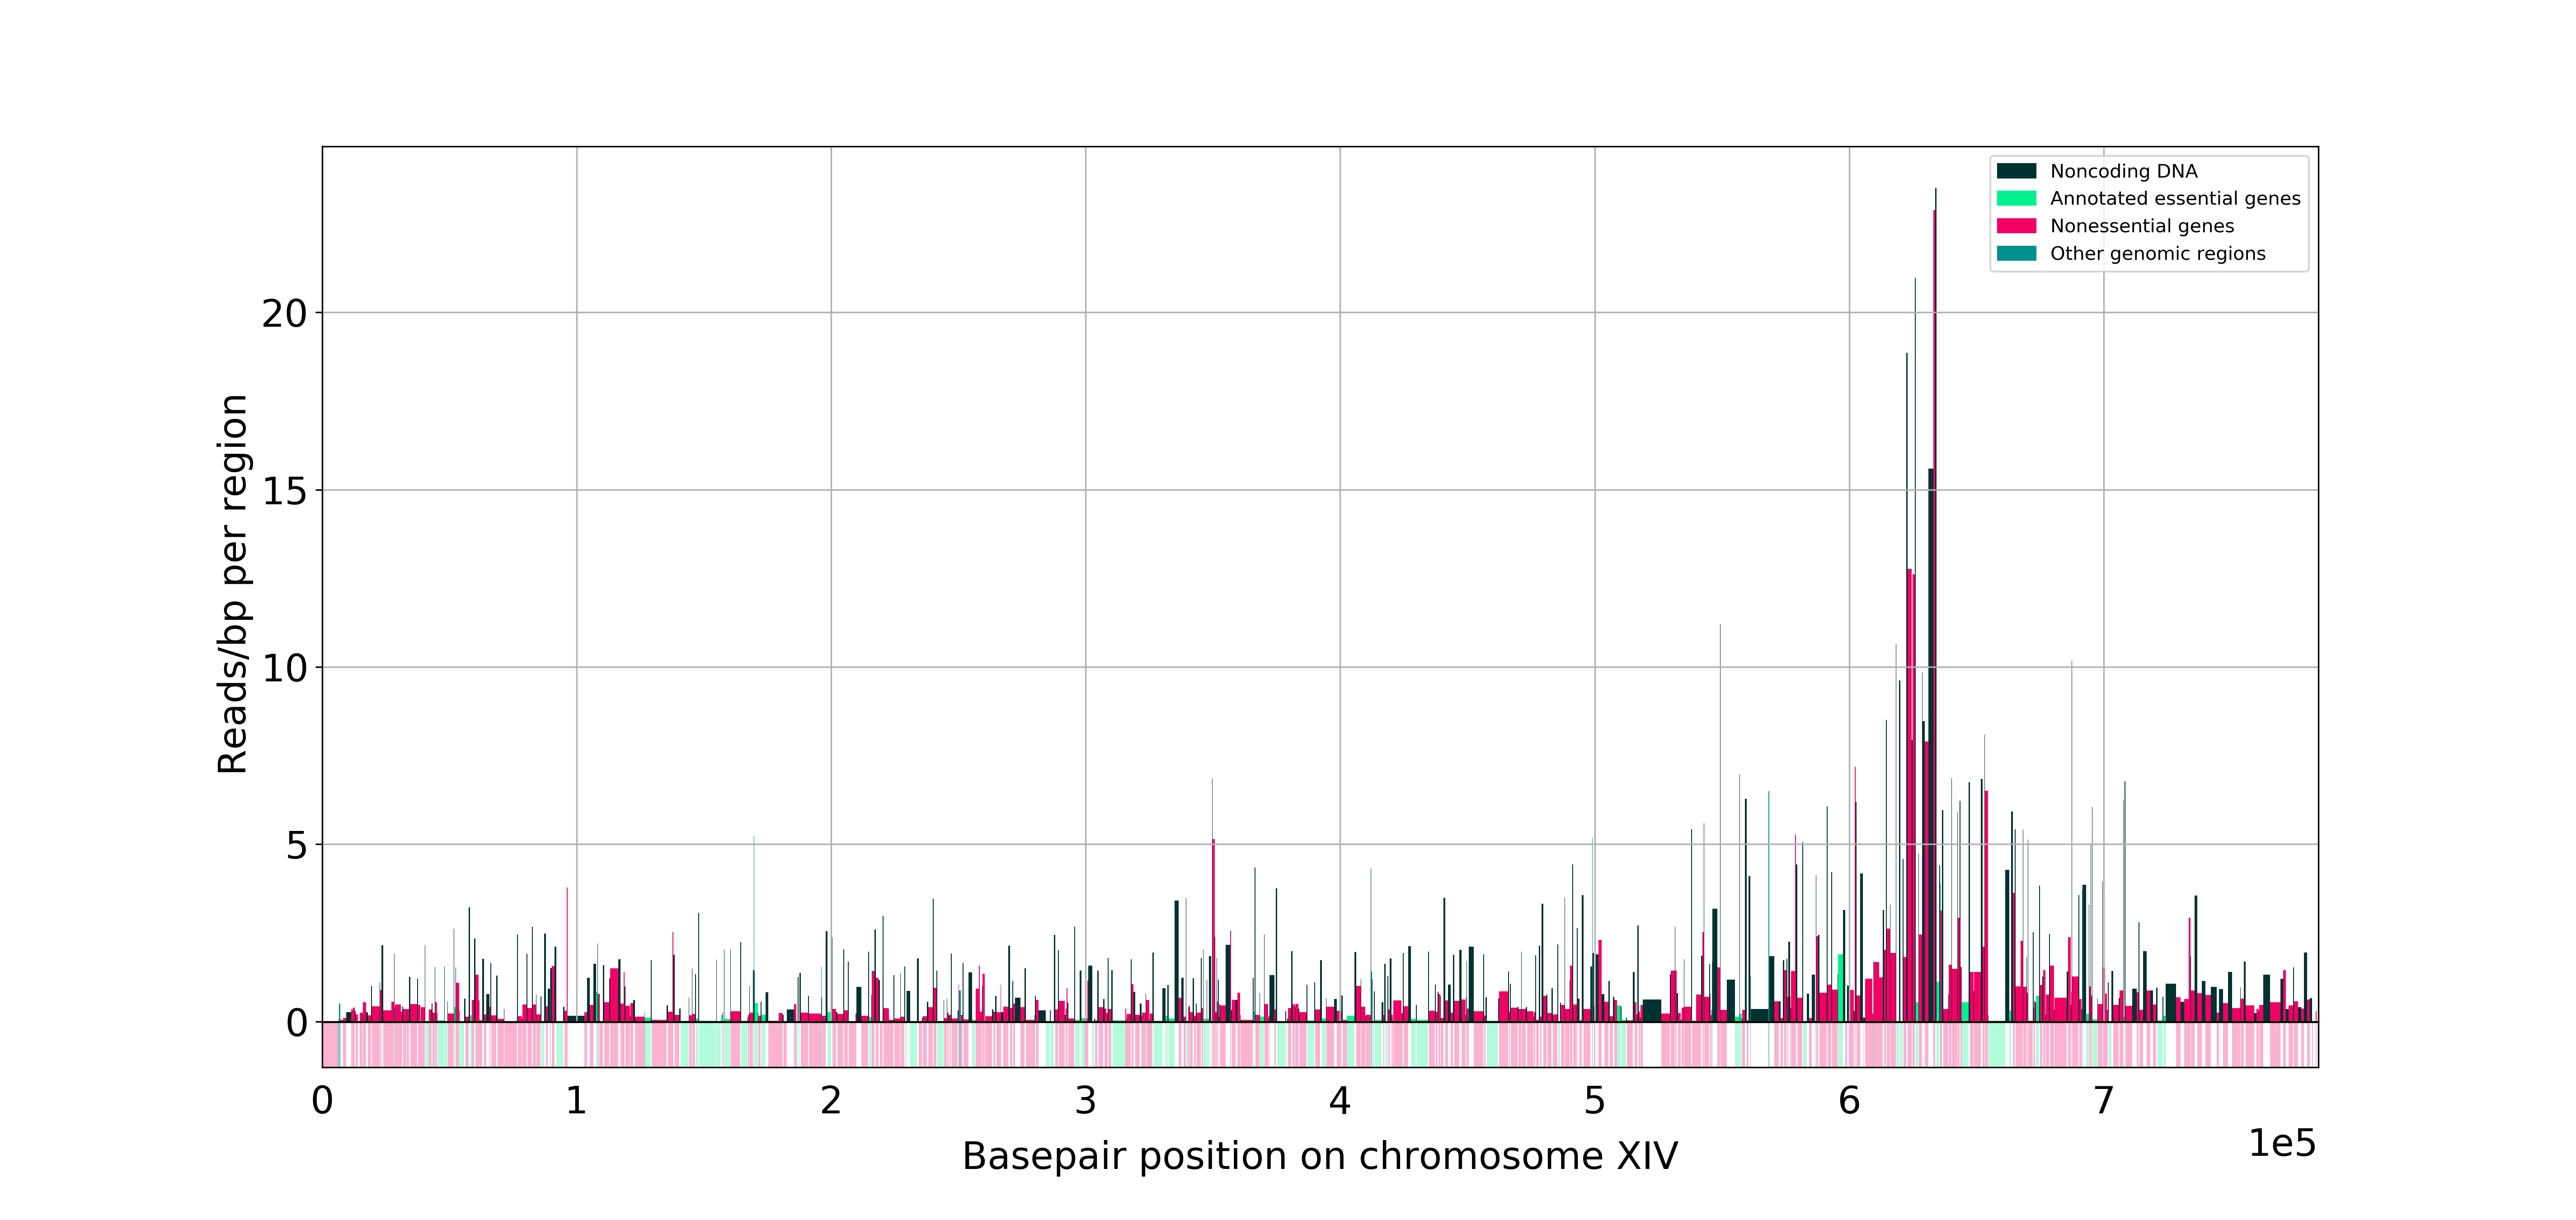 Noncoding DNA
Annotated essential genes
Nonessential genes
Other genomic regions
Reads/bp per region
20
15
10
5
0
0 1 2 3 4 5 6 7
1e5
Basepair position on chromosome XIV